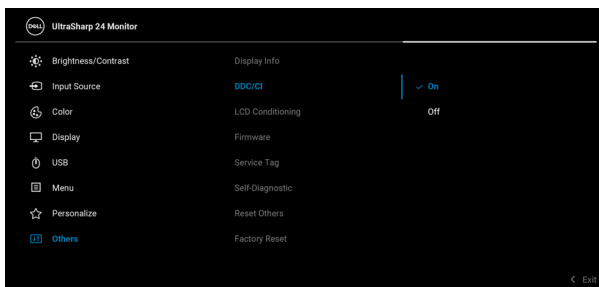 DELL UltraSharp 24 Monitor
Brightness/Contrast Display Info
Input Source DDC/CI On
Color LCD Conditioning Off
Display Firmware
USB Service Tag
Menu Self-Diagnostic
Personalize Reset Others
Others Factory Reset
Exit